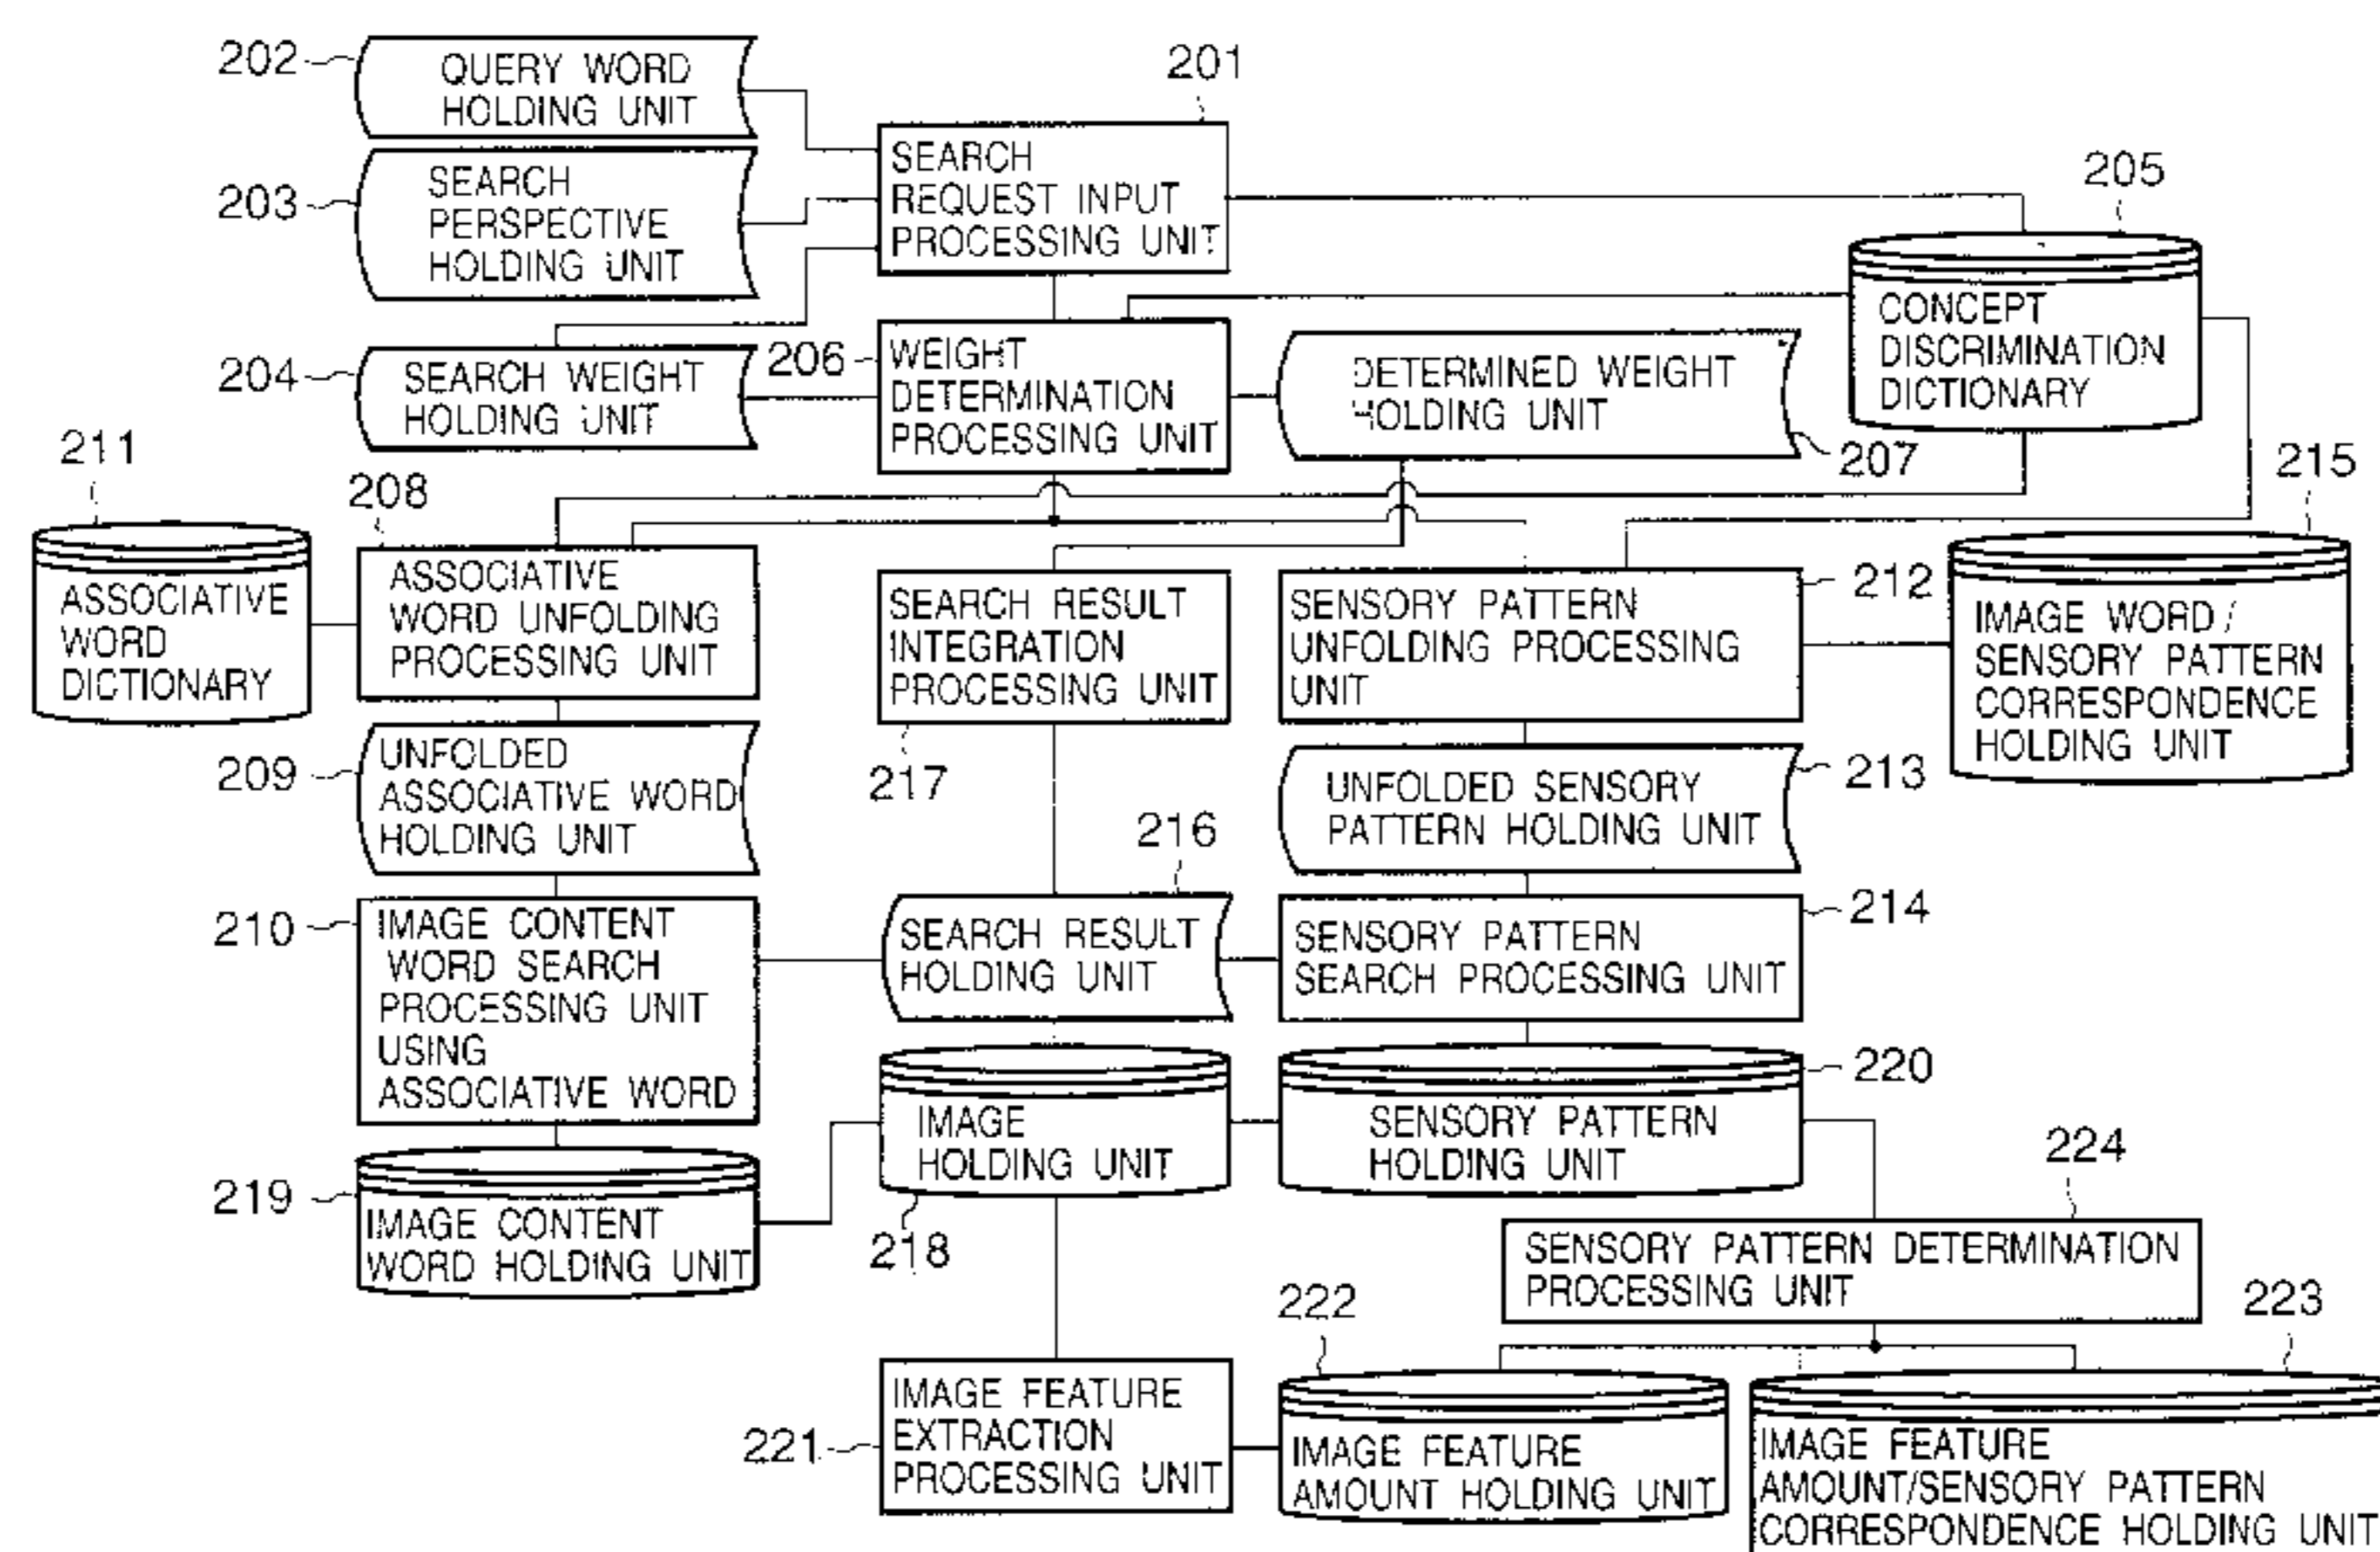 202
QUERY WORD
HOLDING UNIT
201
203
SEARCH
PERSPECTIVE
HOLDING UNIT
SEARCH
REQUEST INPUT
PROCESSING UNIT
205
CONCEPT
DISCRIMINATION
DICTIONARY
204
SEARCH WEIGHT
HOLDING UNIT
206
WEIGHT
DETERMINATION
PROCESSING UNIT
DETERMINED WEIGHT
HOLDING UNIT
207
211
ASSOCIATIVE
WORD
DICTIONARY
208
ASSOCIATIVE
WORD UNFOLDING
PROCESSING UNIT
SEARCH RESULT
INTEGRATION
PROCESSING UNIT
217
SENSORY PATTERN
UNFOLDING PROCESSING
UNIT
212
215
IMAGE WORD/
SENSORY PATTERN
CORRESPONDENCE
HOLDING UNIT
209
UNFOLDED
ASSOCIATIVE WORD
HOLDING UNIT
UNFOLDED SENSORY
PATTERN HOLDING UNIT
213
216
210
IMAGE CONTENT
WORD SEARCH
PROCESSING UNIT
USING
ASSOCIATIVE WORD
SEARCH RESULT
HOLDING UNIT
SENSORY PATTERN
SEARCH PROCESSING UNIT
214
IMAGE
HOLDING UNIT
218
SENSORY PATTERN
HOLDING UNIT
220
219
IMAGE CONTENT
WORD HOLDING UNIT
224
SENSORY PATTERN DETERMINATION
PROCESSING UNIT
222
223
221
IMAGE FEATURE
EXTRACTION
PROCESSING UNIT
IMAGE FEATURE
AMOUNT HOLDING UNIT
IMAGE FEATURE
AMOUNT/SENSORY PATTERN
CORRESPONDENCE HOLDING UNIT